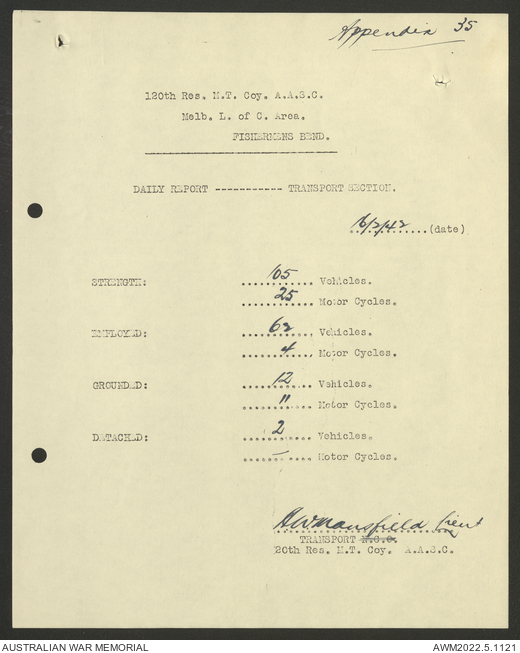 Appendix 35
120th Res. M.T. Coy. A.A.S.C.
Melb. L. of C. Area.
FISHERMENS BEND.
DAILY REPORT ----------- TRANSPORT SECTION.
16/2/42 (date)
STRENGTH: 105 Vehicles.
25 Motor Cycles.
EMPLOYED: 62 Vehicles.
4 Motor Cycles.
GROUNDED: 12 Vehicles.
11 Motor Cycles.
DETACHED: 2 Vehicles.
- Motor Cycles.
AWMansfield Lieut
TRANSPORT N.C.O.
20th Res. M.T. Coy. A.A.S.C.
AUSTRALIAN WAR MEMORIAL
AWM2022.5.1121